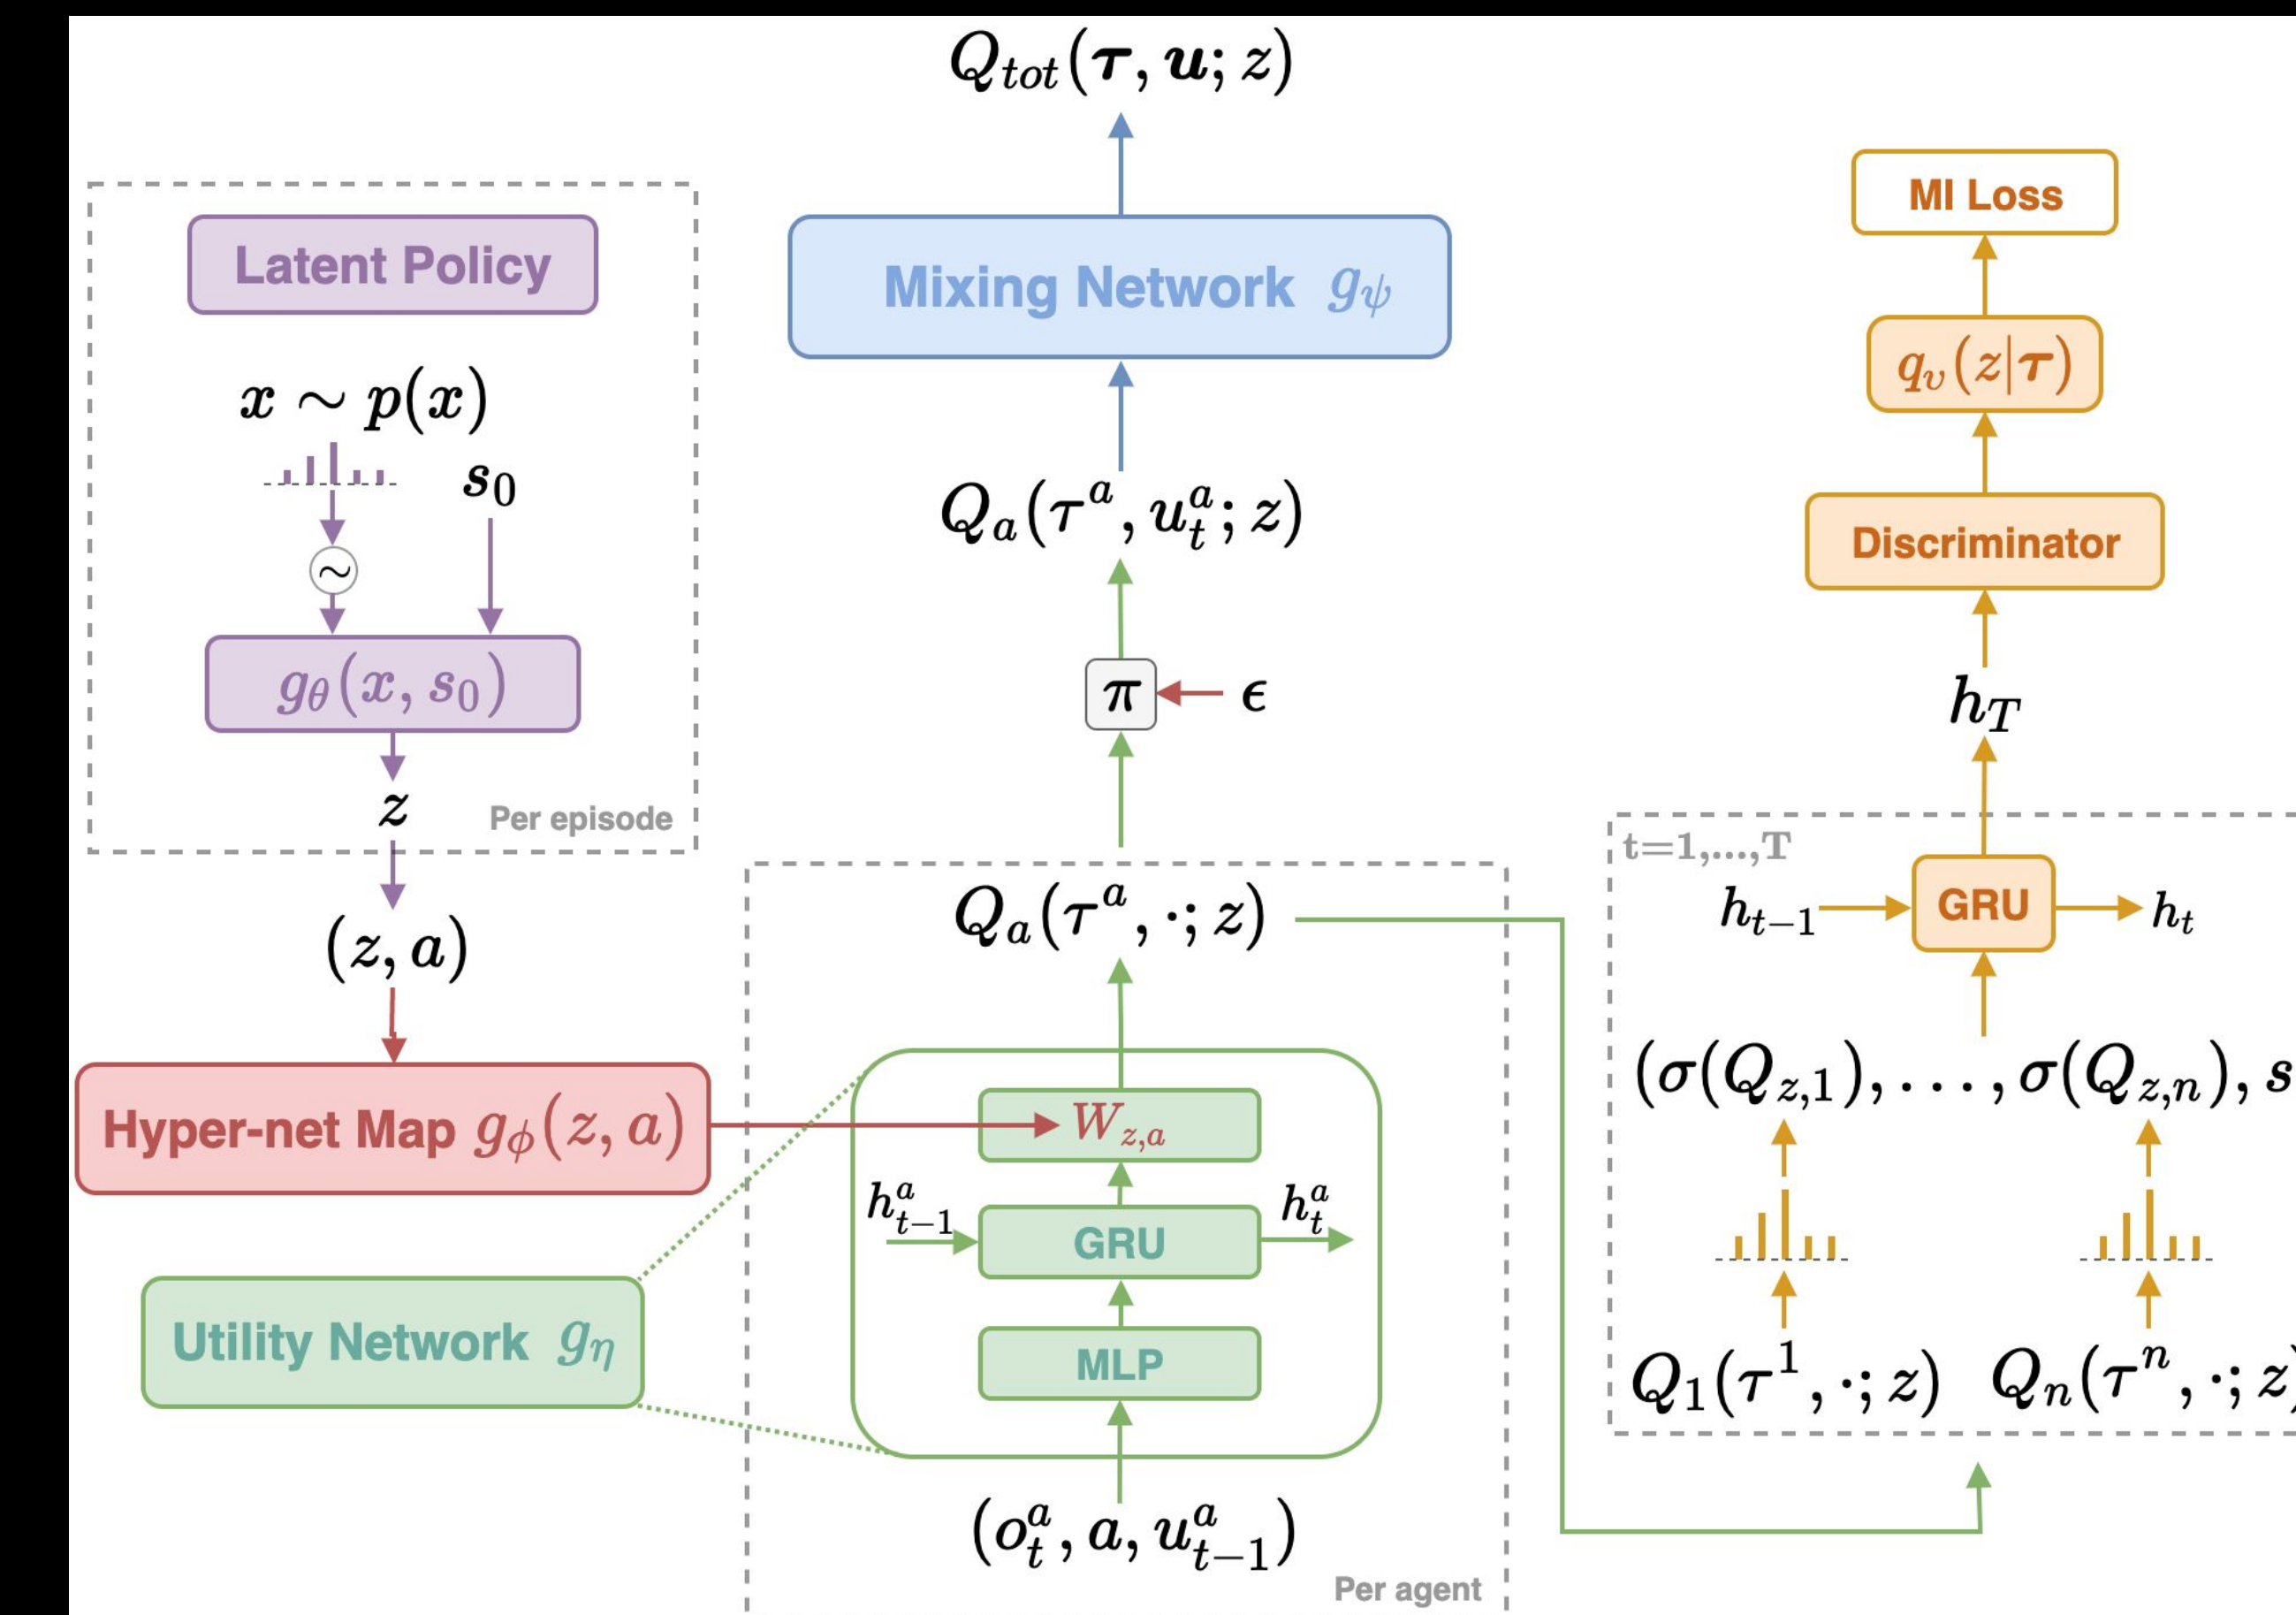 Q_{tot}(τ, u; z)
Latent Policy
x ∼ p(x)
s_0
∼
g_θ(x, s_0)
z
Per episode
(z, a)
Hyper-net Map g_ϕ(z, a)
Utility Network g_η
Mixing Network g_ψ
Q_a(τ^a, u_t^a; z)
π
ϵ
Q_a(τ^a, ·; z)
W_{z,a}
h_{t−1}^a
GRU
h_t^a
MLP
(o_t^a, a, u_{t−1}^a)
Per agent
MI Loss
q_υ(z|τ)
Discriminator
h_T
t=1,...,T
h_{t−1}
GRU
h_t
(σ(Q_{z,1}), . . . , σ(Q_{z,n}), s
Q_1(τ^1, ·; z) Q_n(τ^n, ·; z)